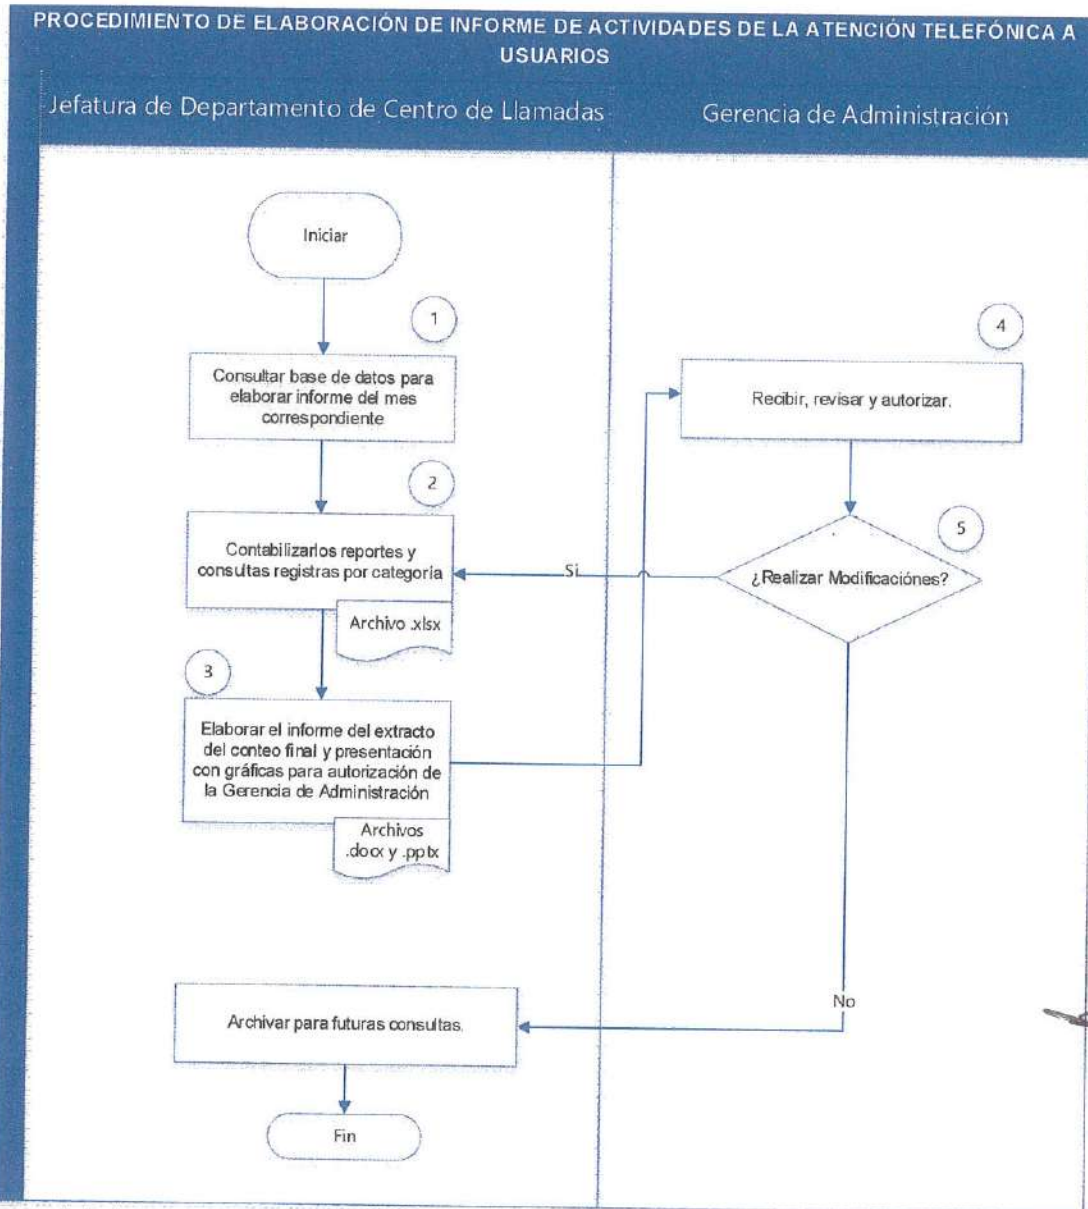 PROCEDIMIENTO DE ELABORACIÓN DE INFORME DE ACTIVIDADES DE LA ATENCIÓN TELEFÓNICA A
USUARIOS
Jefatura de Departamento de Centro de Llamadas
Gerencia de Administración
Iniciar
1
Consultar base de datos para
elaborar informe del mes
correspondiente
2
Contabilizarlos reportes y
consultas registras por categoría
Archivo .xlsx
3
Elaborar el informe del extracto
del conteo final y presentación
con gráficas para autorización de
la Gerencia de Administración
Archivos
.docx y .pptx
4
Recibir, revisar y autorizar.
5
¿Realizar Modificaciónes?
Si
No
Archivar para futuras consultas.
Fin